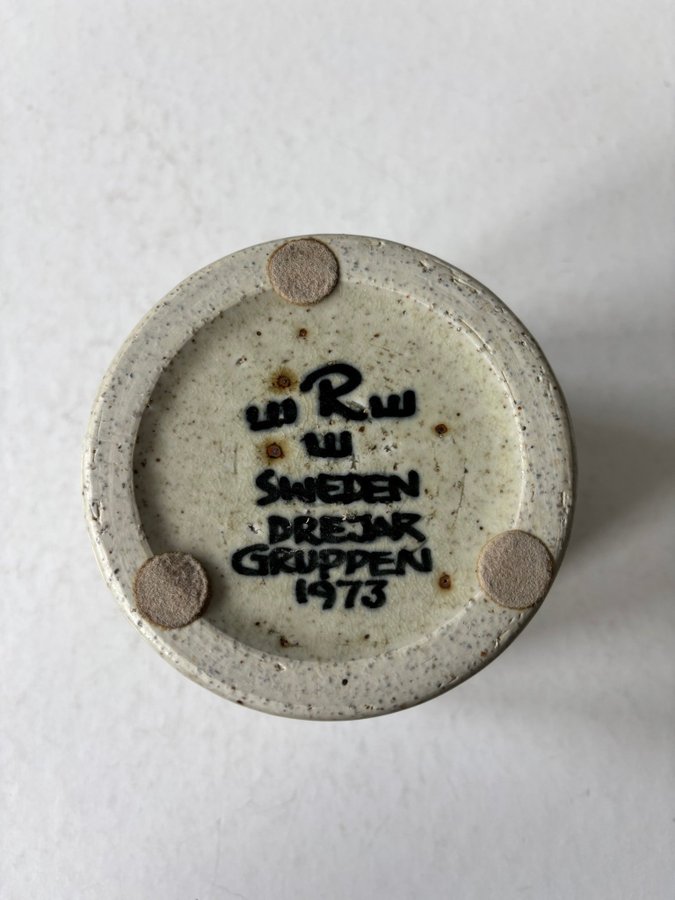 R
SWEDEN
DREJAR
GRUPPEN
1973